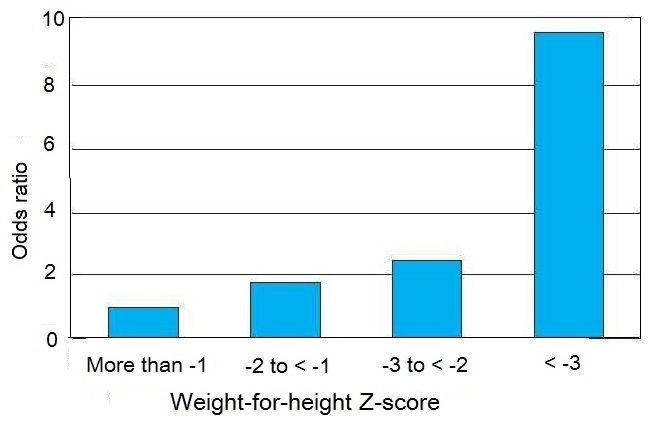 10
8
6
4
2
0
Odds ratio
More than -1
-2 to < -1
-3 to < -2
< -3
Weight-for-height Z-score